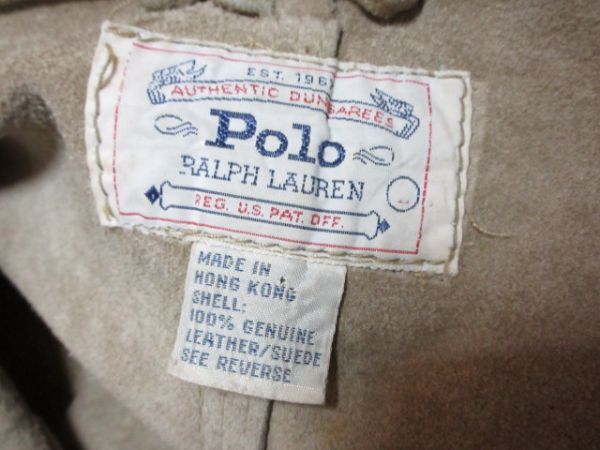 EST. 196
AUTHENTIC DUNGAREES
Polo
RALPH LAUREN
REG. U.S. PAT. OFF.
MADE IN
HONG KONG
SHELL:
100% GENUINE
LEATHER/SUEDE
SEE REVERSE